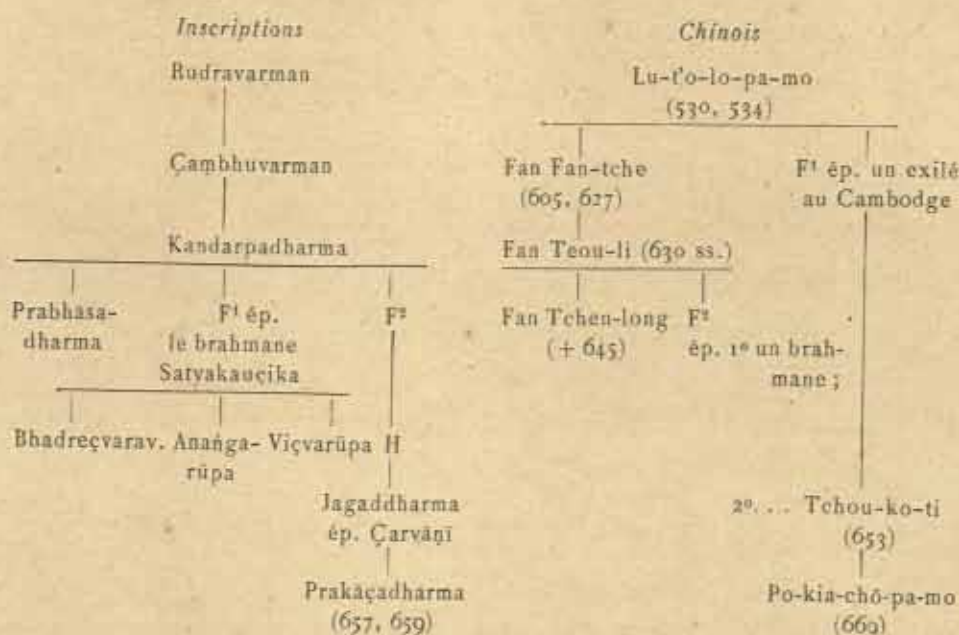 Inscriptions
Rudravarman
Çambhuvarman
Kandarpadharma
Prabhāsa-
dharma
F¹ ép.
le brahmane
Satyakauçika
F²
Bhadreçvarav. Anaṅga- Viçvarūpa H
rūpa
Jagaddharma
ép. Çarvāṇī
Prakāçadharma
(657, 659)
Chinois
Lu-t'o-lo-pa-mo
(530, 534)
Fan Fan-tche
(605, 627)
F¹ ép. un exilé
au Cambodge
Fan Teou-li (630 ss.)
Fan Tchen-long
(+ 645)
F²
ép. 1º un brah-
mane ;
2º. ... Tchou-ko-ti
(653)
Po-kia-chö-pa-mo
(669)